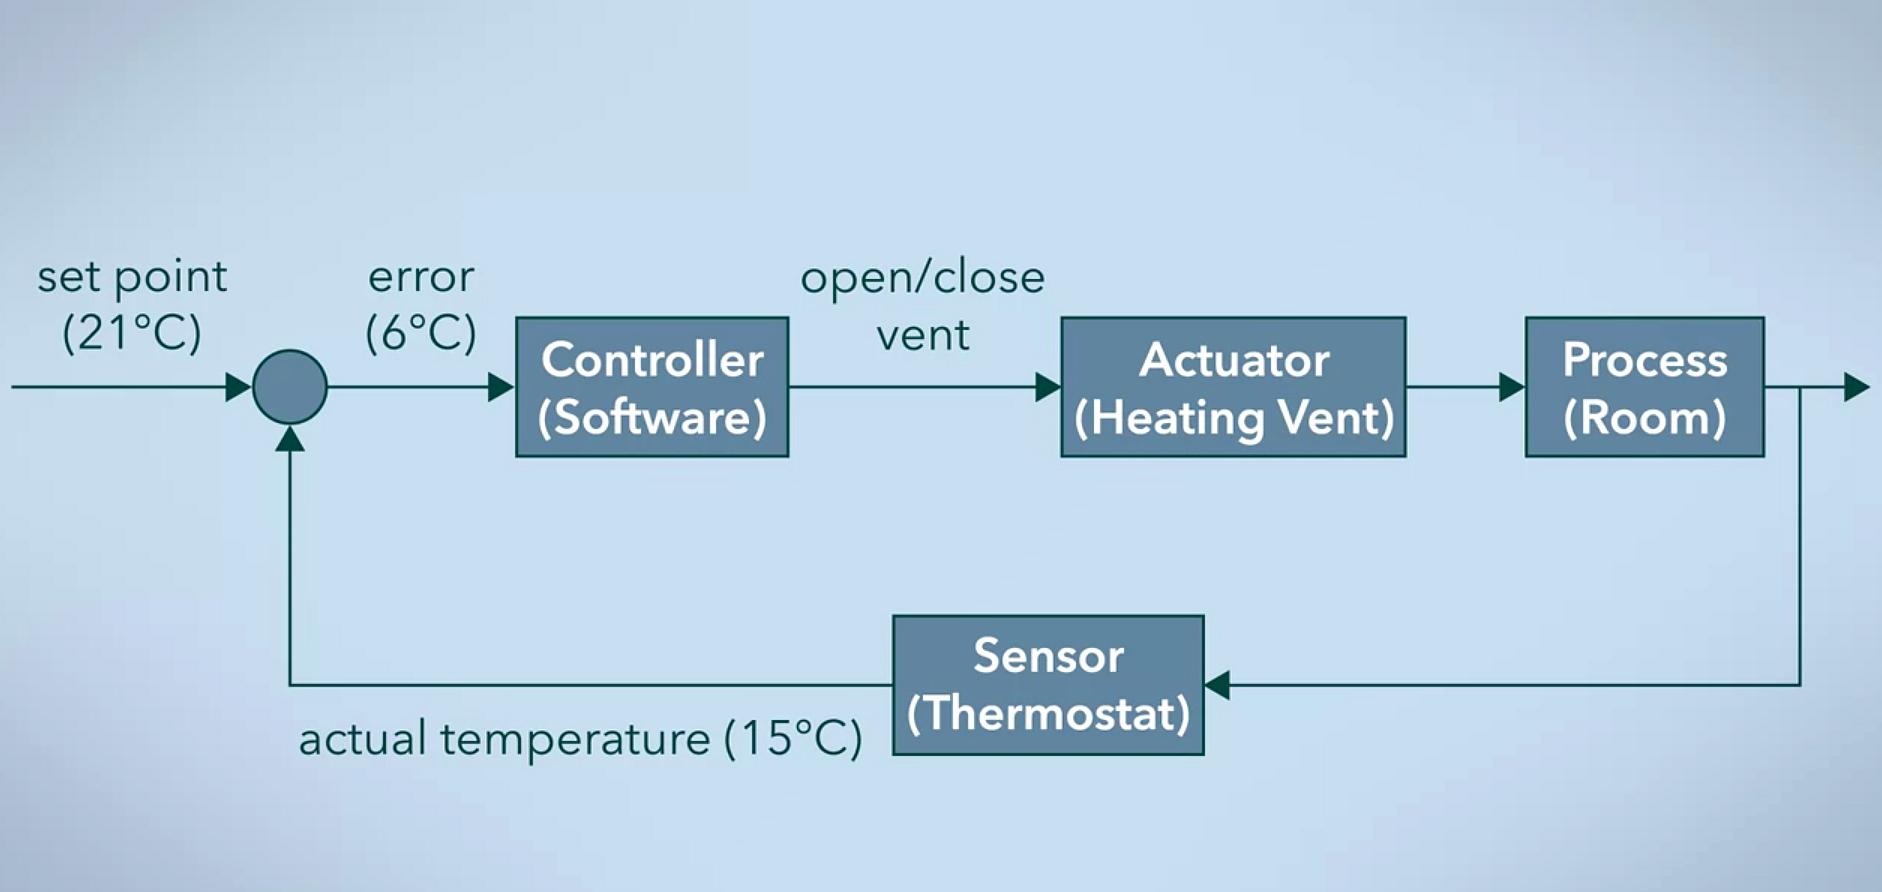 set point
(21°C)
error
(6°C)
open/close
vent
Controller
(Software)
Actuator
(Heating Vent)
Process
(Room)
Sensor
(Thermostat)
actual temperature (15°C)